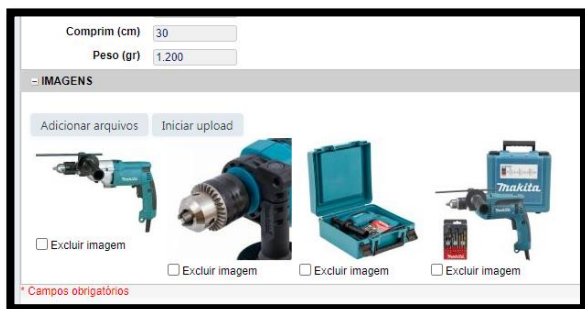 Comprim (cm) 30
Peso (gr) 1.200
IMAGENS
Adicionar arquivos Iniciar upload
makita
Excluir imagem
Excluir imagem
Excluir imagem
Excluir imagem
* Campos obrigatórios